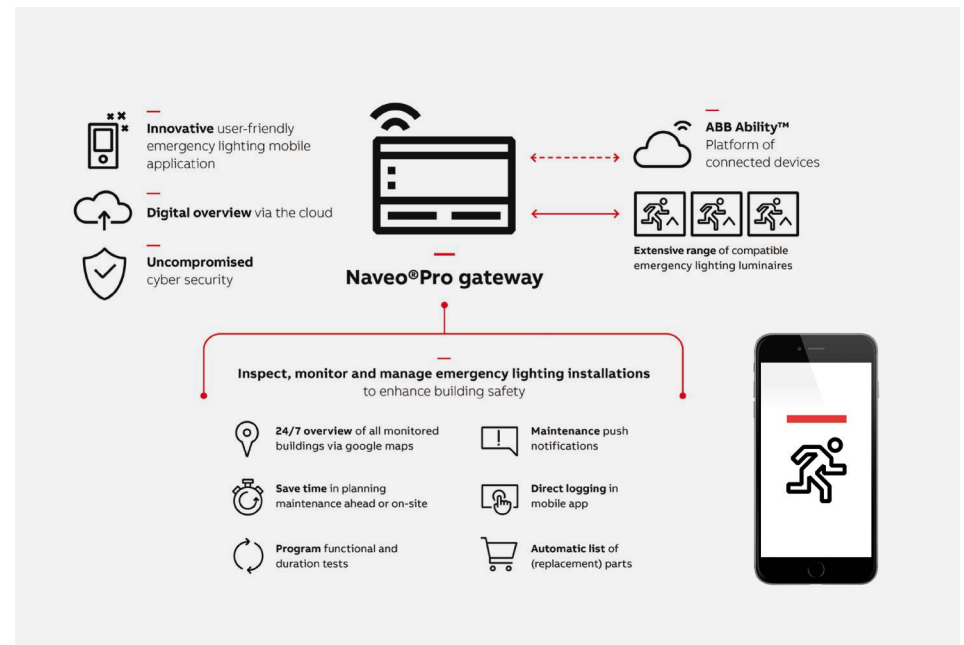 Innovative user-friendly
emergency lighting mobile
application
Digital overview via the cloud
Uncompromised
cyber security
Naveo®Pro gateway
ABB Ability™
Platform of
connected devices
Extensive range of compatible
emergency lighting luminaires
Inspect, monitor and manage emergency lighting installations
to enhance building safety
24/7 overview of all monitored
buildings via google maps
Save time in planning
maintenance ahead or on-site
Program functional and
duration tests
Maintenance push
notifications
Direct logging in
mobile app
Automatic list of
(replacement) parts